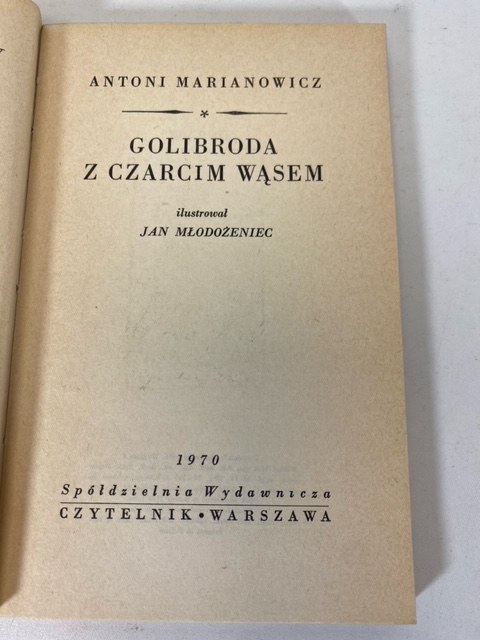 ANTONI MARIANOWICZ
*
GOLIBRODA
Z CZARCIM WĄSEM
ilustrował
JAN MŁODOŻENIEC
1970
Spółdzielnia Wydawnicza
CZYTELNIK • WARSZAWA